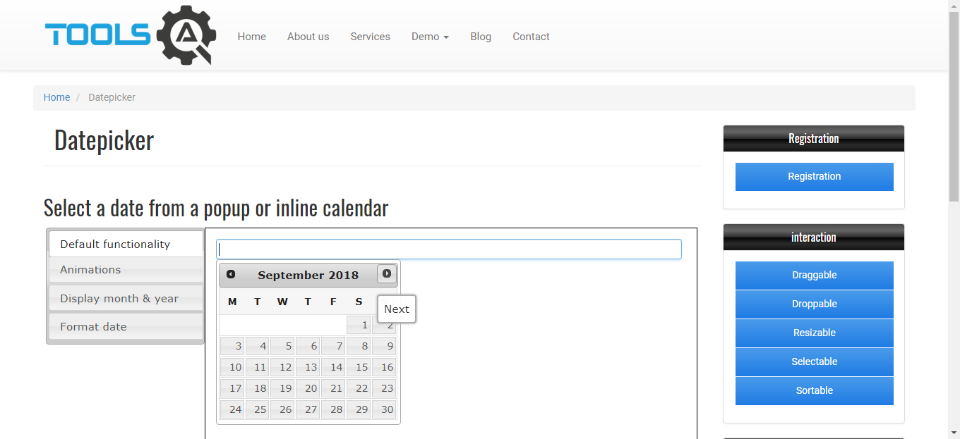 TOOLS QA
Home About us Services Demo Blog Contact
Home / Datepicker
Datepicker
Select a date from a popup or inline calendar
Default functionality
Animations
Display month & year
Format date
September 2018
M T W T F S
Next
1 2
3 4 5 6 7 8 9
10 11 12 13 14 15 16
17 18 19 20 21 22 23
24 25 26 27 28 29 30
Registration
Registration
interaction
Draggable
Droppable
Resizable
Selectable
Sortable